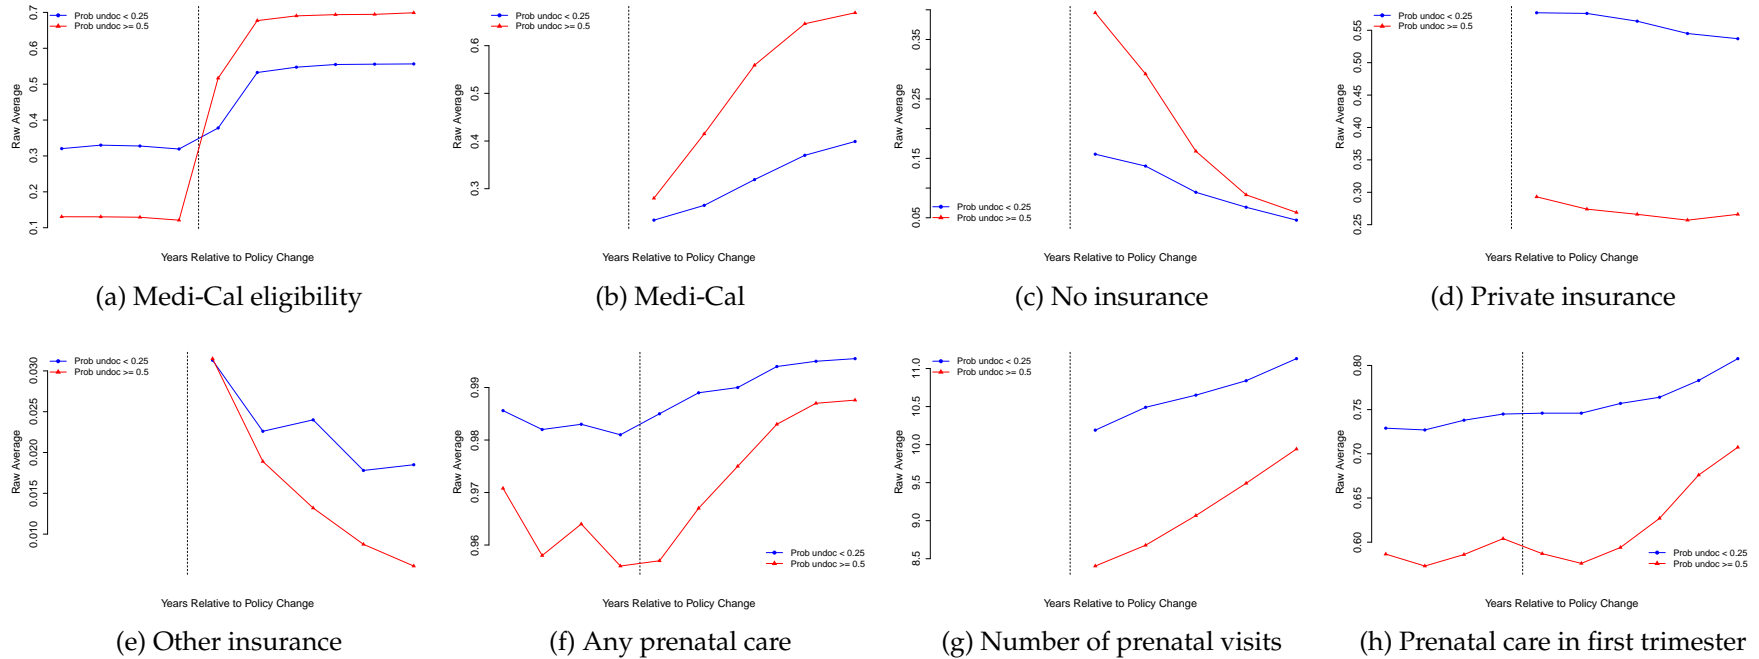 Prob undoc < 0.25
Prob undoc >= 0.5
Raw Average
0.7
0.6
0.5
0.4
0.3
0.2
0.1
Years Relative to Policy Change
(a) Medi-Cal eligibility
Prob undoc < 0.25
Prob undoc >= 0.5
Raw Average
0.6
0.5
0.4
0.3
Years Relative to Policy Change
(b) Medi-Cal
Raw Average
0.35
0.25
0.15
0.05
Prob undoc < 0.25
Prob undoc >= 0.5
Years Relative to Policy Change
(c) No insurance
Prob undoc < 0.25
Prob undoc >= 0.5
Raw Average
0.55
0.50
0.45
0.40
0.35
0.30
0.25
Years Relative to Policy Change
(d) Private insurance
Prob undoc < 0.25
Prob undoc >= 0.5
Raw Average
0.030
0.025
0.020
0.015
0.010
Years Relative to Policy Change
(e) Other insurance
Raw Average
0.99
0.98
0.97
0.96
Prob undoc < 0.25
Prob undoc >= 0.5
Years Relative to Policy Change
(f) Any prenatal care
Prob undoc < 0.25
Prob undoc >= 0.5
Raw Average
11.0
10.5
10.0
9.5
9.0
8.5
Years Relative to Policy Change
(g) Number of prenatal visits
Raw Average
0.80
0.75
0.70
0.65
0.60
Prob undoc < 0.25
Prob undoc >= 0.5
Years Relative to Policy Change
(h) Prenatal care in first trimester